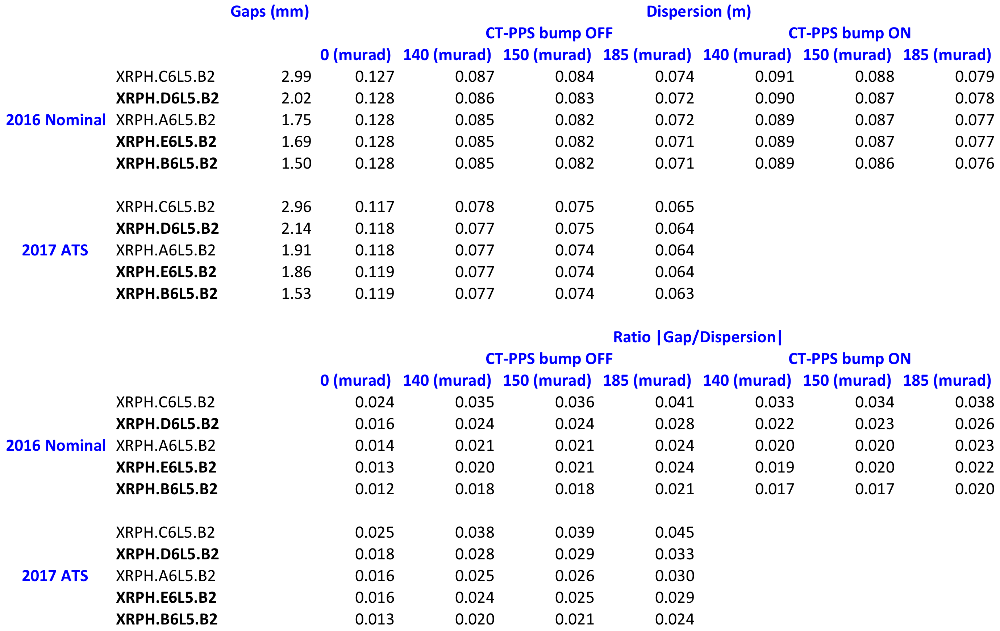 Gaps (mm) Dispersion (m)
CT-PPS bump OFF CT-PPS bump ON
0 (murad) 140 (murad) 150 (murad) 185 (murad) 140 (murad) 150 (murad) 185 (murad)
XRPH.C6L5.B2 2.99 0.127 0.087 0.084 0.074 0.091 0.088 0.079
XRPH.D6L5.B2 2.02 0.128 0.086 0.083 0.072 0.090 0.087 0.078
2016 Nominal XRPH.A6L5.B2 1.75 0.128 0.085 0.082 0.072 0.089 0.087 0.077
XRPH.E6L5.B2 1.69 0.128 0.085 0.082 0.071 0.089 0.087 0.077
XRPH.B6L5.B2 1.50 0.128 0.085 0.082 0.071 0.089 0.086 0.076
XRPH.C6L5.B2 2.96 0.117 0.078 0.075 0.065
XRPH.D6L5.B2 2.14 0.118 0.077 0.075 0.064
2017 ATS XRPH.A6L5.B2 1.91 0.118 0.077 0.074 0.064
XRPH.E6L5.B2 1.86 0.119 0.077 0.074 0.064
XRPH.B6L5.B2 1.53 0.119 0.077 0.074 0.063
Ratio |Gap/Dispersion|
CT-PPS bump OFF CT-PPS bump ON
0 (murad) 140 (murad) 150 (murad) 185 (murad) 140 (murad) 150 (murad) 185 (murad)
XRPH.C6L5.B2 0.024 0.035 0.036 0.041 0.033 0.034 0.038
XRPH.D6L5.B2 0.016 0.024 0.024 0.028 0.022 0.023 0.026
2016 Nominal XRPH.A6L5.B2 0.014 0.021 0.021 0.024 0.020 0.020 0.023
XRPH.E6L5.B2 0.013 0.020 0.021 0.024 0.019 0.020 0.022
XRPH.B6L5.B2 0.012 0.018 0.018 0.021 0.017 0.017 0.020
XRPH.C6L5.B2 0.025 0.038 0.039 0.045
XRPH.D6L5.B2 0.018 0.028 0.029 0.033
2017 ATS XRPH.A6L5.B2 0.016 0.025 0.026 0.030
XRPH.E6L5.B2 0.016 0.024 0.025 0.029
XRPH.B6L5.B2 0.013 0.020 0.021 0.024